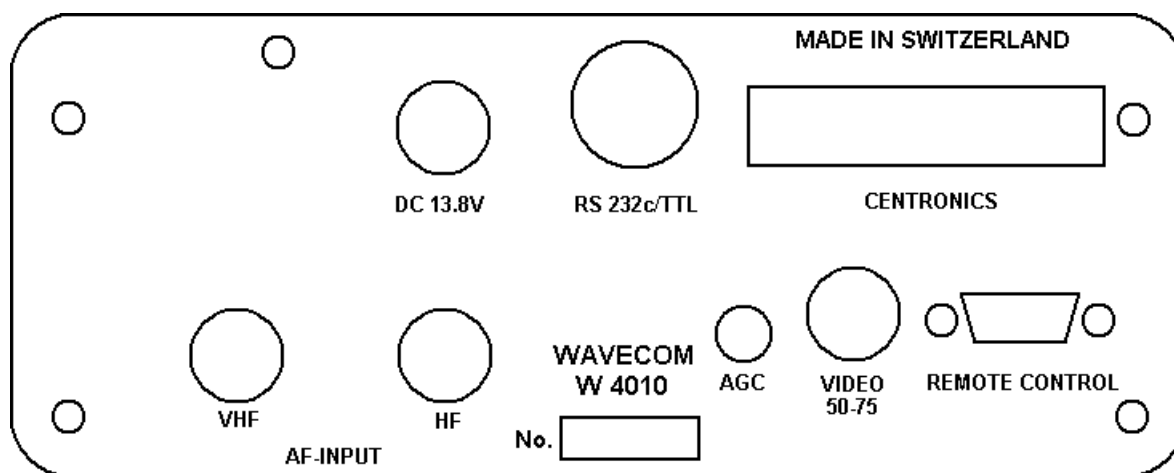 MADE IN SWITZERLAND
DC 13.8V
RS 232c/TTL
CENTRONICS
WAVECOM
W 4010
AGC
VIDEO
50-75
REMOTE CONTROL
VHF
HF
No.
AF-INPUT